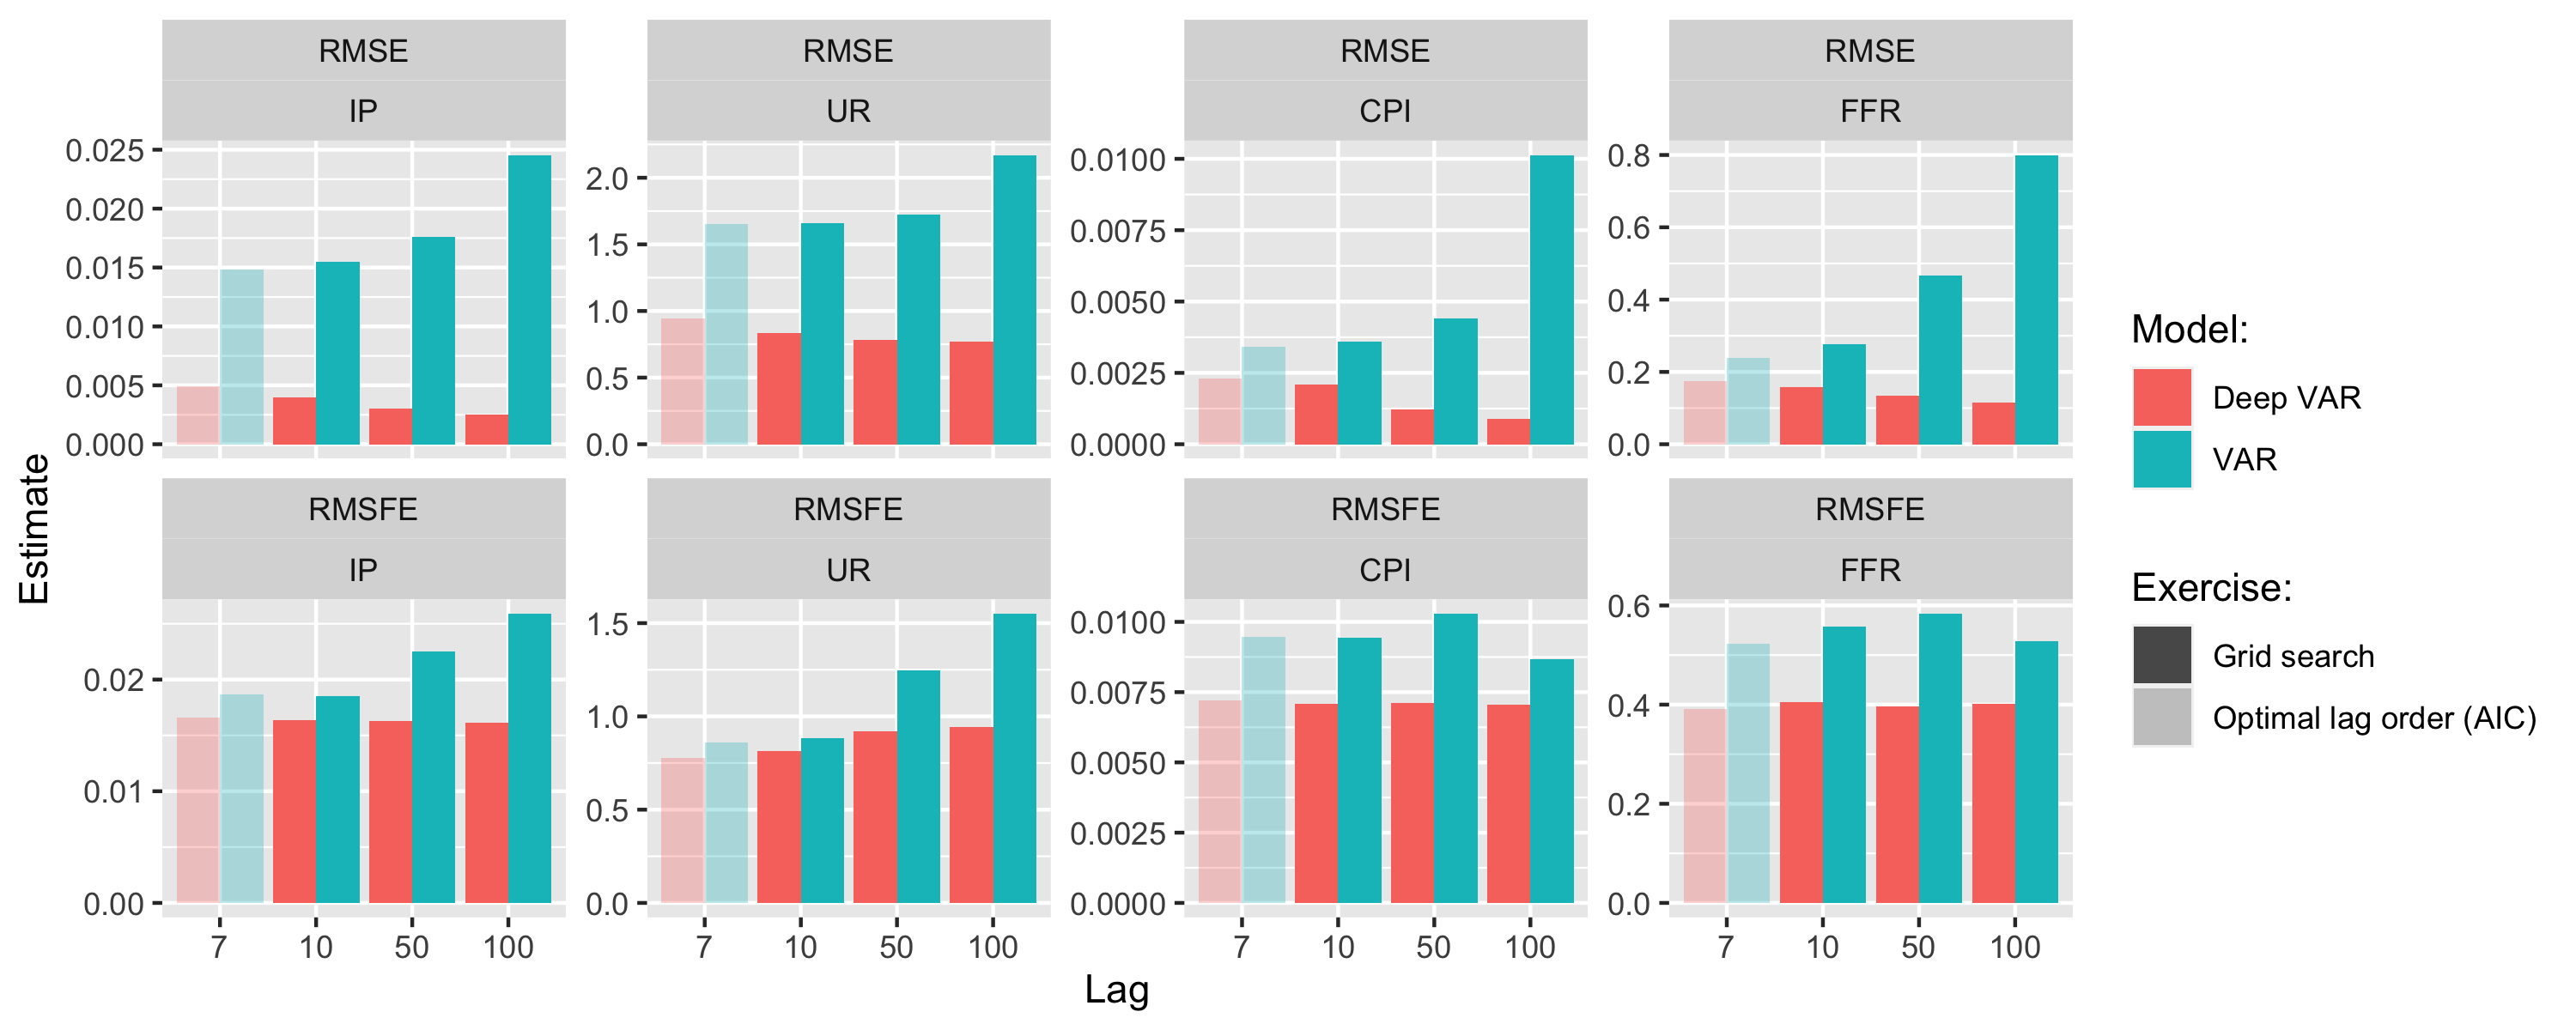 RMSE
RMSE
RMSE
RMSE
IP
UR
CPI
FFR
0.025
0.020
0.015
0.010
0.005
0.000
2.0
1.5
1.0
0.5
0.0
0.0100
0.0075
0.0050
0.0025
0.0000
0.8
0.6
0.4
0.2
0.0
RMSFE
RMSFE
RMSFE
RMSFE
IP
UR
CPI
FFR
0.02
0.01
0.00
1.5
1.0
0.5
0.0
0.0100
0.0075
0.0050
0.0025
0.0000
0.6
0.4
0.2
0.0
7 10 50 100
7 10 50 100
7 10 50 100
7 10 50 100
Lag
Estimate
Model:
Deep VAR
VAR
Exercise:
Grid search
Optimal lag order (AIC)